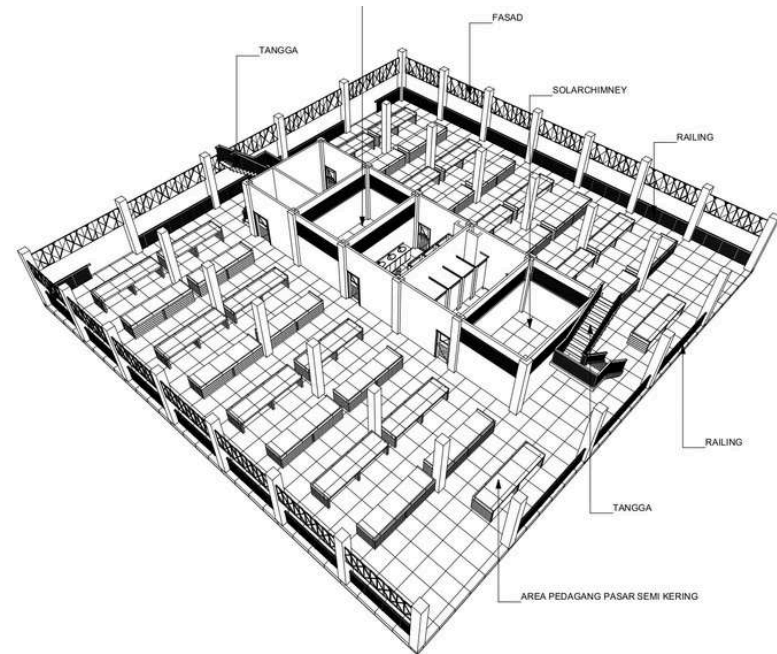 FASAD
TANGGA
SOLARCHIMNEY
RAILING
RAILING
TANGGA
AREA PEDAGANG PASAR SEMI KERING